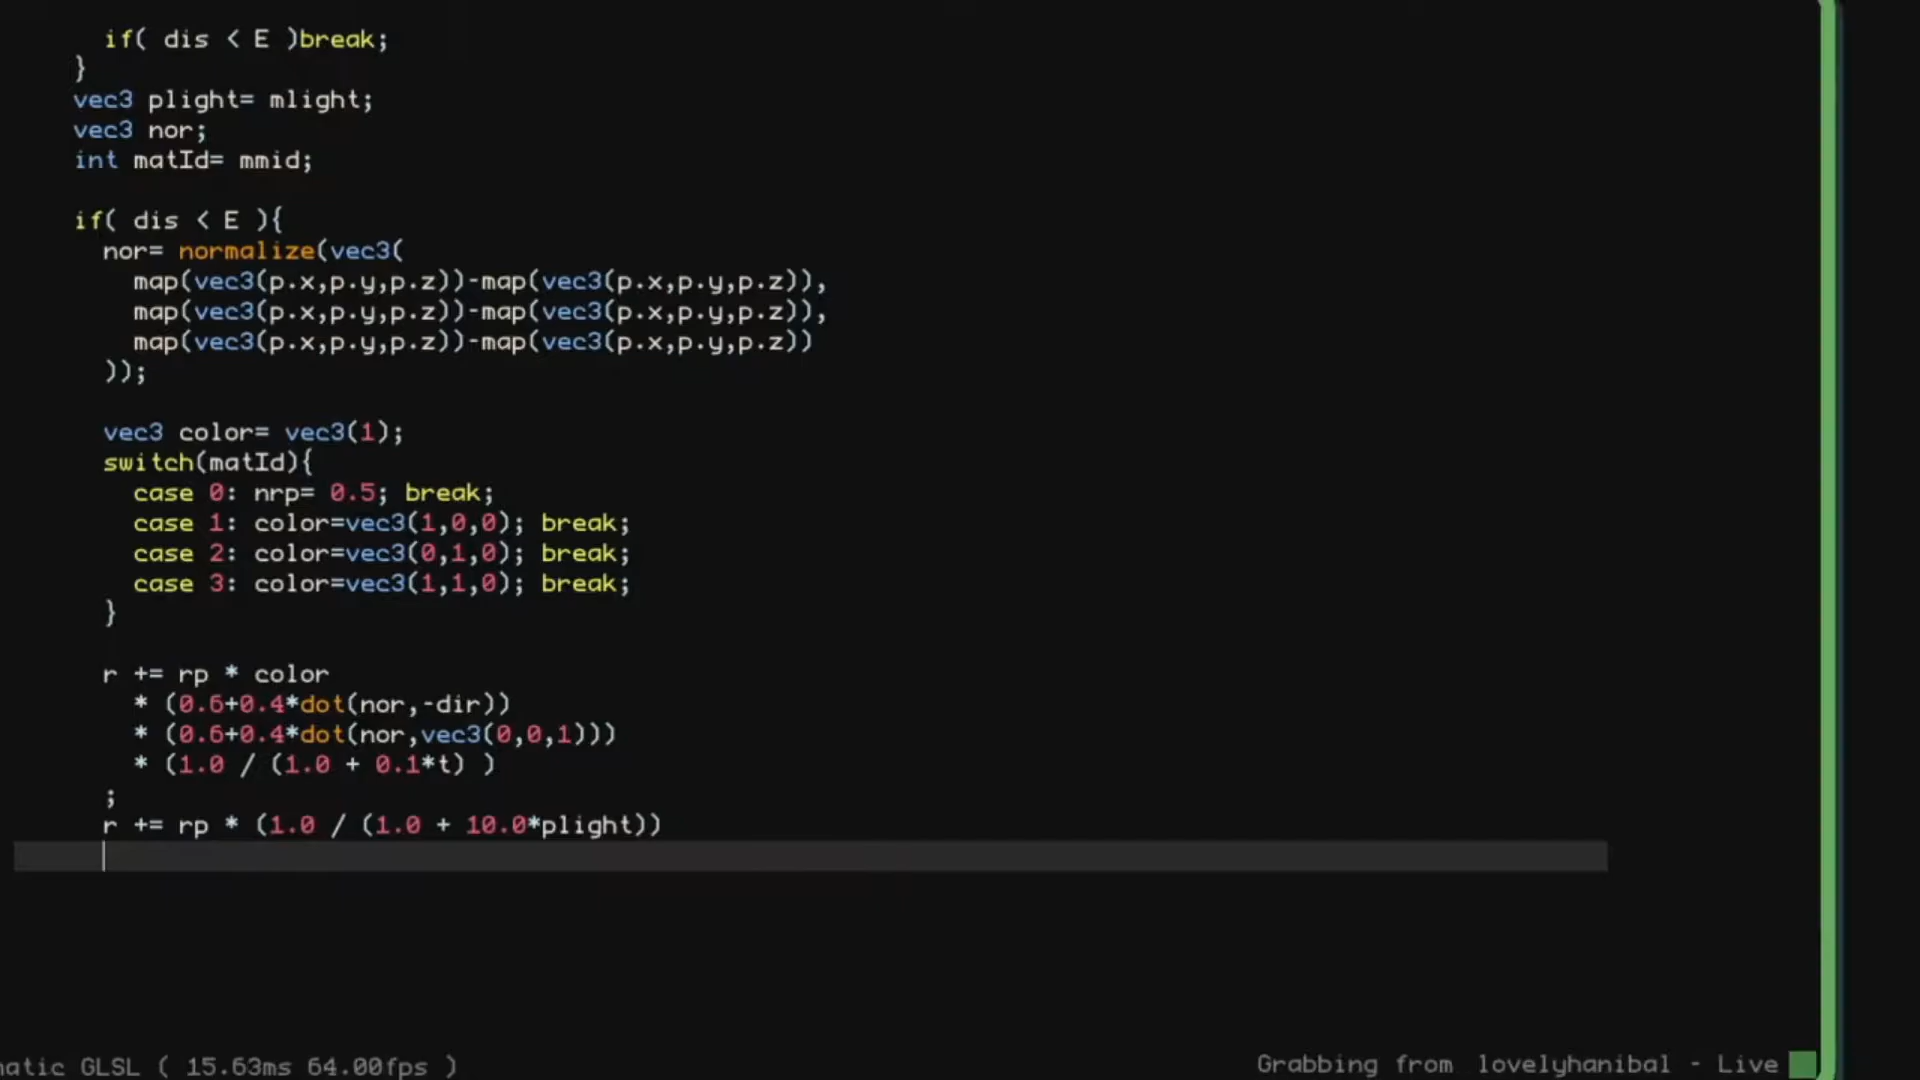 if( dis < E )break;
}
vec3 plight= mlight;
vec3 nor;
int matId= mmid;
if( dis < E ){
nor= normalize(vec3(
map(vec3(p.x,p.y,p.z))-map(vec3(p.x,p.y,p.z)),
map(vec3(p.x,p.y,p.z))-map(vec3(p.x,p.y,p.z)),
map(vec3(p.x,p.y,p.z))-map(vec3(p.x,p.y,p.z))
));
vec3 color= vec3(1);
switch(matId){
case 0: nrp= 0.5; break;
case 1: color=vec3(1,0,0); break;
case 2: color=vec3(0,1,0); break;
case 3: color=vec3(1,1,0); break;
}
r += rp * color
* (0.6+0.4*dot(nor,-dir))
* (0.6+0.4*dot(nor,vec3(0,0,1)))
* (1.0 / (1.0 + 0.1*t) )
;
r += rp * (1.0 / (1.0 + 10.0*plight))
matic GLSL ( 15.63ms 64.00fps )
Grabbing from lovelyhanibal - Live